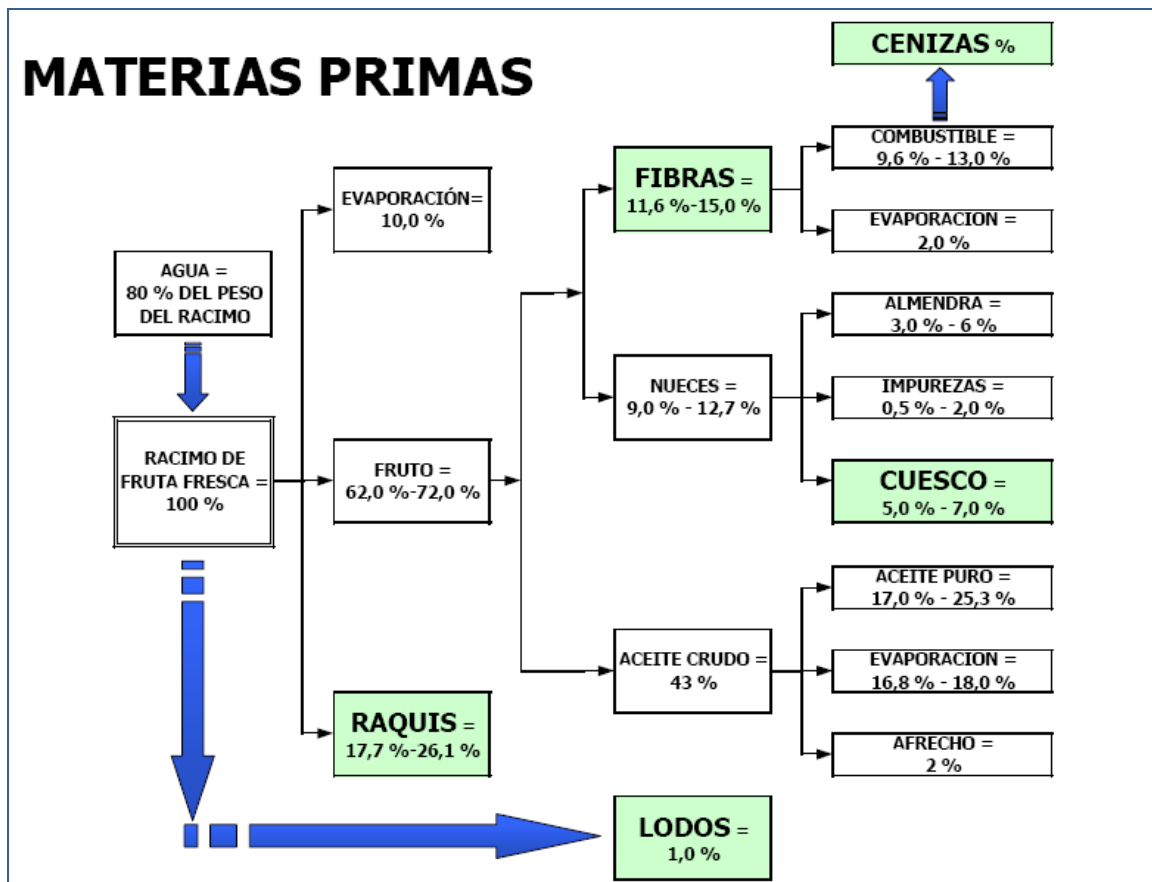 MATERIAS PRIMAS
CENIZAS %
COMBUSTIBLE =
9,6 % - 13,0 %
EVAPORACIÓN=
10,0 %
FIBRAS =
11,6 %-15,0 %
EVAPORACION =
2,0 %
AGUA =
80 % DEL PESO
DEL RACIMO
ALMENDRA =
3,0 % - 6 %
NUECES =
9,0 % - 12,7 %
IMPUREZAS =
0,5 % - 2,0 %
RACIMO DE
FRUTA FRESCA =
100 %
FRUTO =
62,0 %-72,0 %
CUESCO =
5,0 % - 7,0 %
ACEITE PURO =
17,0 % - 25,3 %
ACEITE CRUDO =
43 %
EVAPORACION =
16,8 % - 18,0 %
RAQUIS =
17,7 %-26,1 %
AFRECHO =
2 %
LODOS =
1,0 %